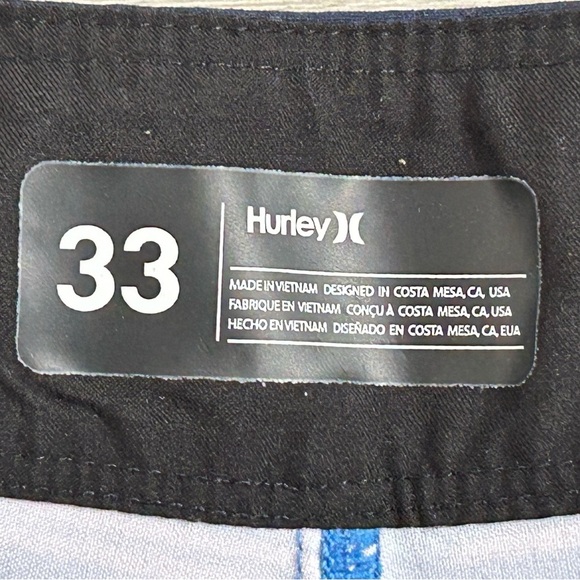 33
Hurley
MADE IN VIETNAM DESIGNED IN COSTA MESA, CA, USA
FABRIQUE EN VIETNAM CONÇU À COSTA MESA, CA, USA
HECHO EN VIETNAM DISEÑADO EN COSTA MESA, CA, EUA